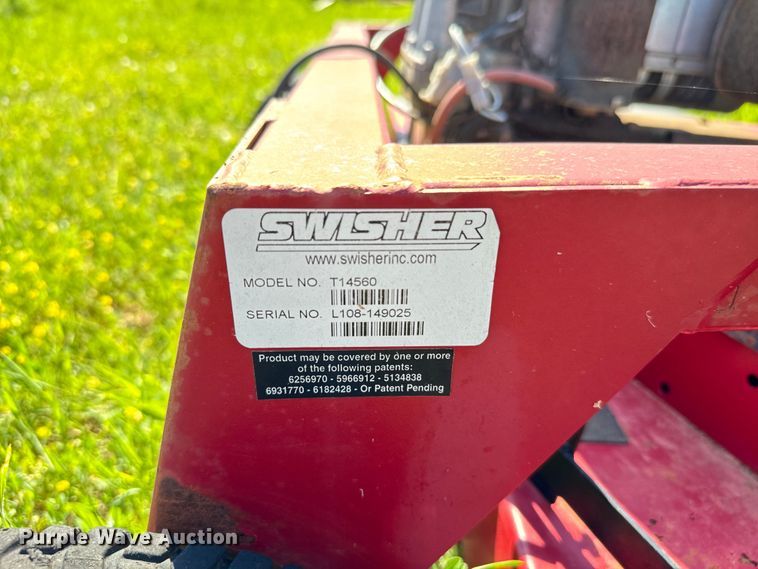 SWISHER
www.swisherinc.com
MODEL NO. T14560
SERIAL NO. L108-149025
Product may be covered by one or more
of the following patents:
6256970 - 5966912 - 5134838
6931770 - 6182428 - Or Patent Pending
Purple Wave Auction